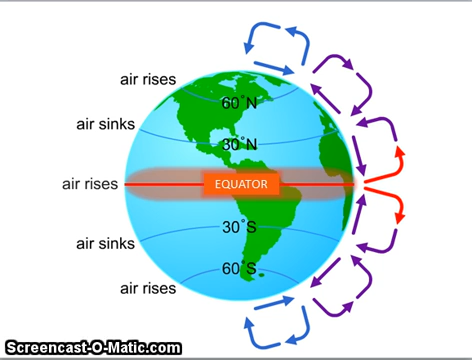 air rises
60°N
air sinks
30°N
air rises
EQUATOR
30°S
air sinks
60°S
air rises
Screencast-O-Matic.com